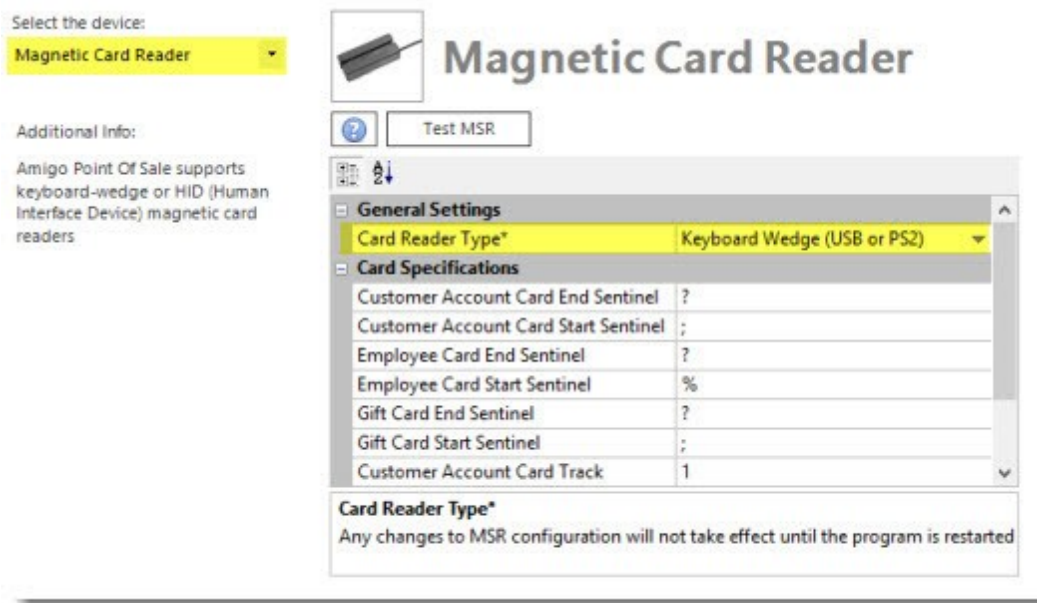 Select the device:
Magnetic Card Reader
Additional Info:
Amigo Point Of Sale supports
keyboard-wedge or HID (Human
Interface Device) magnetic card
readers
Magnetic Card Reader
Test MSR
General Settings
Card Reader Type* Keyboard Wedge (USB or PS2)
Card Specifications
Customer Account Card End Sentinel ?
Customer Account Card Start Sentinel ;
Employee Card End Sentinel ?
Employee Card Start Sentinel %
Gift Card End Sentinel ?
Gift Card Start Sentinel ;
Customer Account Card Track 1
Card Reader Type*
Any changes to MSR configuration will not take effect until the program is restarted